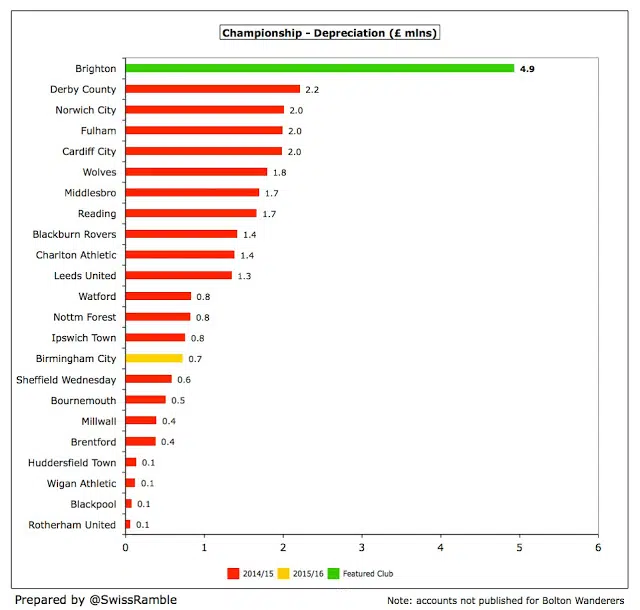 Championship - Depreciation (£ mlns)
Brighton 4.9
Derby County 2.2
Norwich City 2.0
Fulham 2.0
Cardiff City 2.0
Wolves 1.8
Middlesbro 1.7
Reading 1.7
Blackburn Rovers 1.4
Charlton Athletic 1.4
Leeds United 1.3
Watford 0.8
Nottm Forest 0.8
Ipswich Town 0.8
Birmingham City 0.7
Sheffield Wednesday 0.6
Bournemouth 0.5
Millwall 0.4
Brentford 0.4
Huddersfield Town 0.1
Wigan Athletic 0.1
Blackpool 0.1
Rotherham United 0.1
0 1 2 3 4 5 6
2014/15 2015/16 Featured Club
Prepared by @SwissRamble Note: accounts not published for Bolton Wanderers